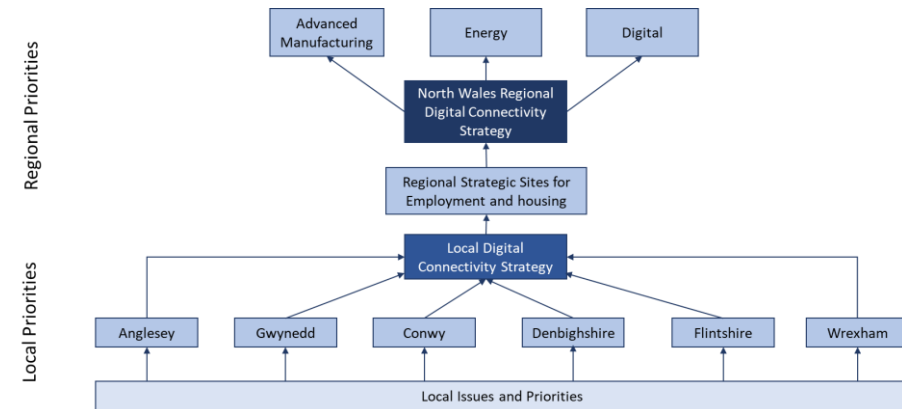 Regional Priorities
Advanced
Manufacturing
Energy
Digital
North Wales Regional
Digital Connectivity
Strategy
Regional Strategic Sites for
Employment and housing
Local Priorities
Local Digital
Connectivity Strategy
Anglesey
Gwynedd
Conwy
Denbighshire
Flintshire
Wrexham
Local Issues and Priorities